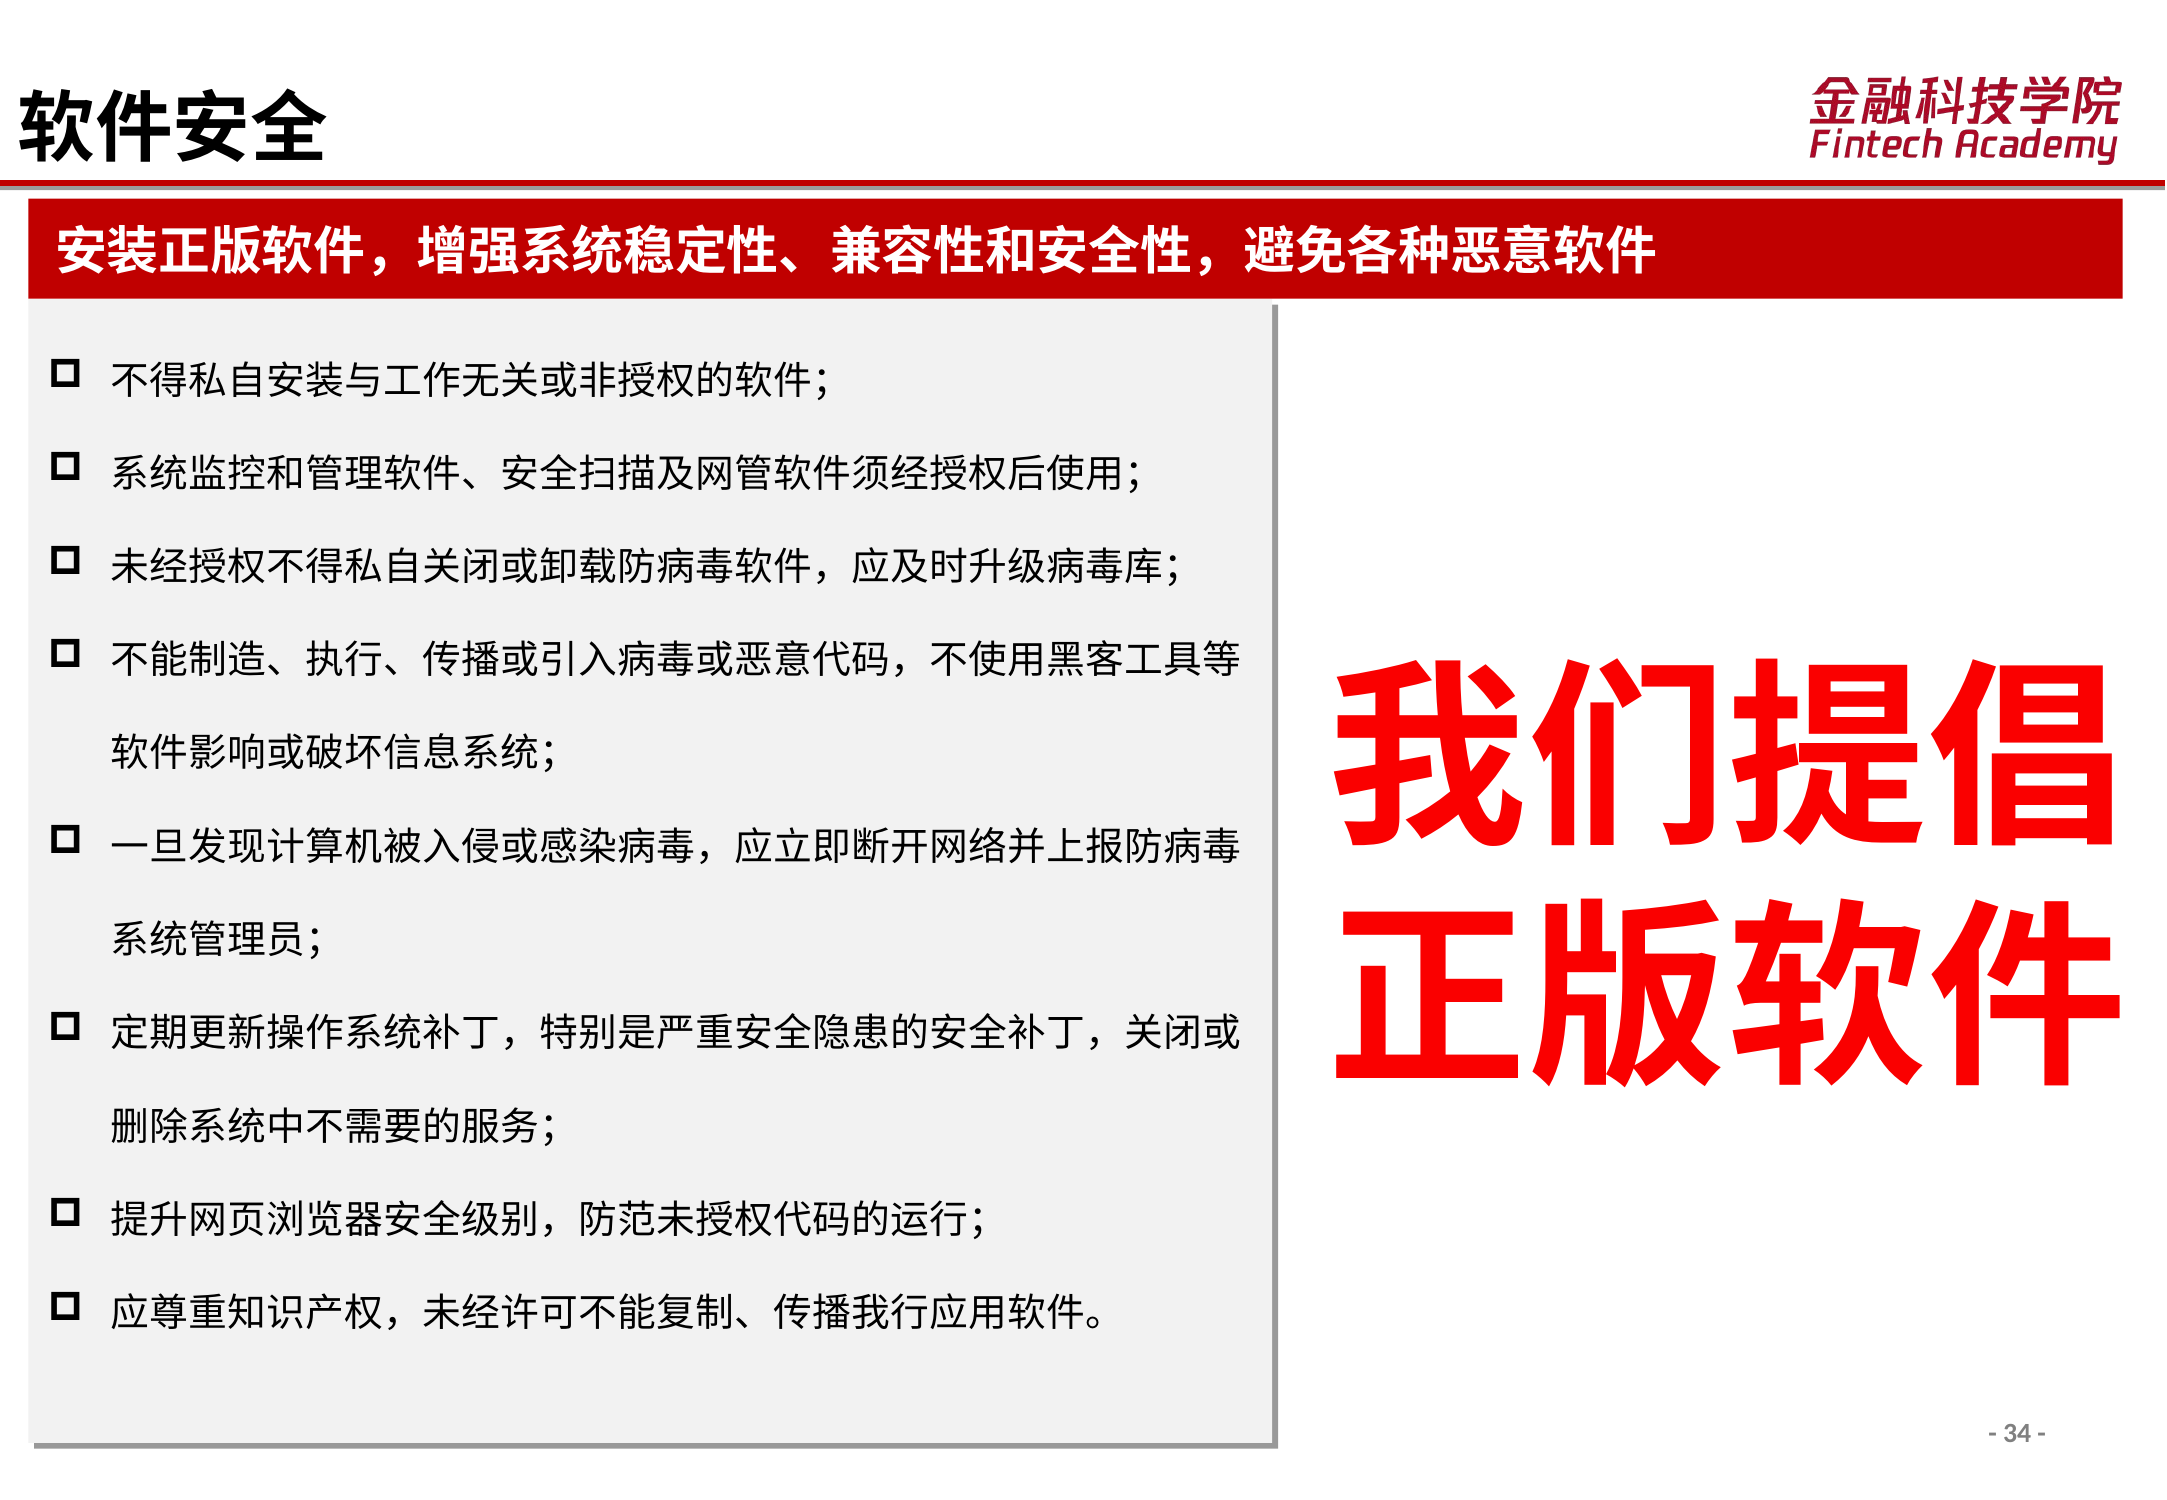 软件安全
金融科技学院
Fintech Academy
安装正版软件，增强系统稳定性、兼容性和安全性，避免各种恶意软件
不得私自安装与工作无关或非授权的软件；
系统监控和管理软件、安全扫描及网管软件须经授权后使用；
未经授权不得私自关闭或卸载防病毒软件，应及时升级病毒库；
不能制造、执行、传播或引入病毒或恶意代码，不使用黑客工具等
软件影响或破坏信息系统；
一旦发现计算机被入侵或感染病毒，应立即断开网络并上报防病毒
系统管理员；
定期更新操作系统补丁，特别是严重安全隐患的安全补丁，关闭或
删除系统中不需要的服务；
提升网页浏览器安全级别，防范未授权代码的运行；
应尊重知识产权，未经许可不能复制、传播我行应用软件。
我们提倡
正版软件
- 34 -